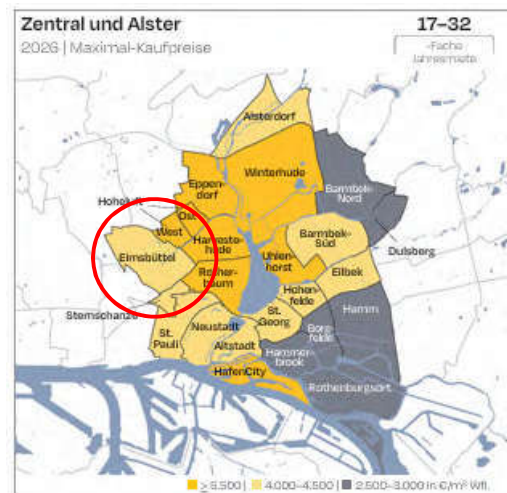 Zentral und Alster
17–32
2026 | Maximal-Kaufpreise
-Fache
Jahresmiete
Alsterdorf
Winterhude
Eppen-
dorf
Barmbek-
Nord
Hoheluft
Ost
West
Harveste-
hude
Barmbek-
Süd
Dulsberg
Eimsbüttel
Uhlen-
horst
Rother-
baum
Eilbek
Hohen-
felde
Hamm
Sternschanze
St.
Georg
St.
Pauli
Neustadt
Borg-
felde
Altstadt
Hammer-
brook
HafenCity
Rothenburgsort
≥ 5.500 | 4.000–4.500 | 2.500–3.000 in €/m² Wfl.